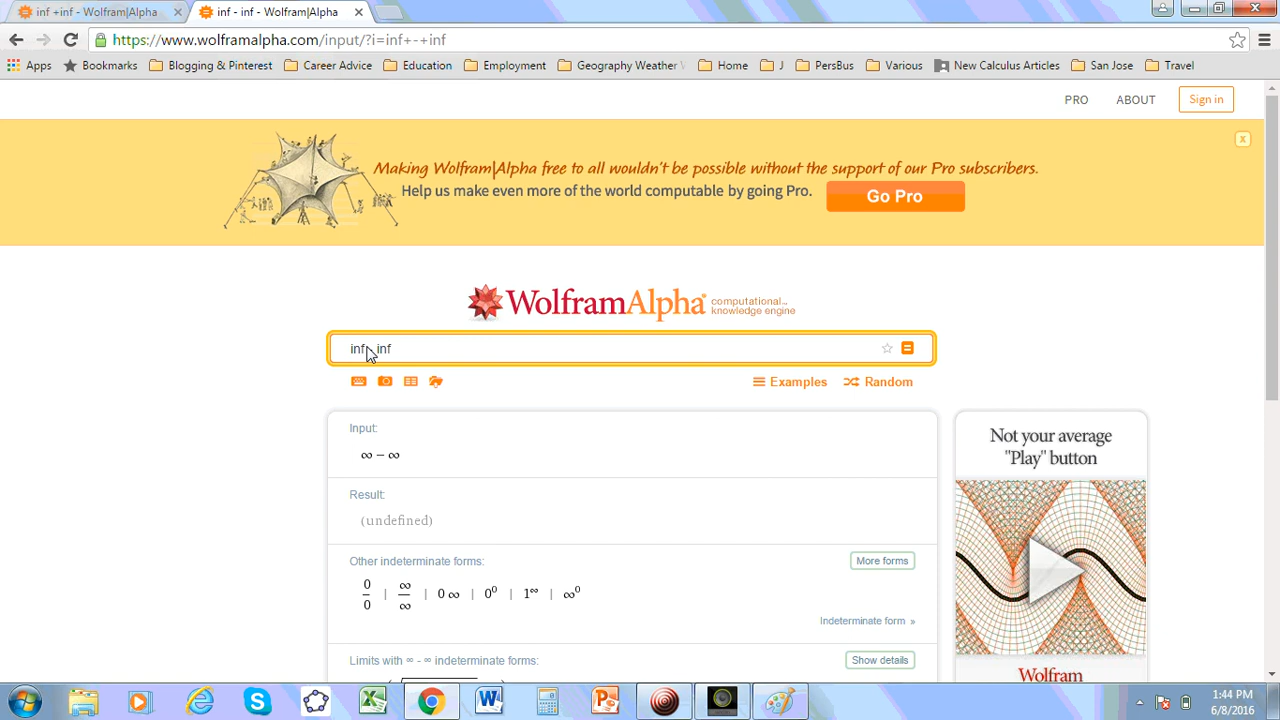 inf +inf - Wolfram|Alpha
inf - inf - Wolfram|Alpha
https://www.wolframalpha.com/input/?i=inf+-+inf
Apps Bookmarks Blogging & Pinterest Career Advice Education Employment Geography Weather Home J PersBus Various New Calculus Articles San Jose Travel
PRO ABOUT Sign in
Making Wolfram|Alpha free to all wouldn't be possible without the support of our Pro subscribers.
Help us make even more of the world computable by going Pro. Go Pro
WolframAlpha computational knowledge engine
inf - inf
Examples Random
Input:
∞ – ∞
Result:
(undefined)
Other indeterminate forms: More forms
0/0 | ∞/∞ | 0 ∞ | 0⁰ | 1^∞ | ∞⁰
Indeterminate form »
Limits with ∞ - ∞ indeterminate forms: Show details
Not your average
"Play" button
Wolfram
1:44 PM
6/8/2016